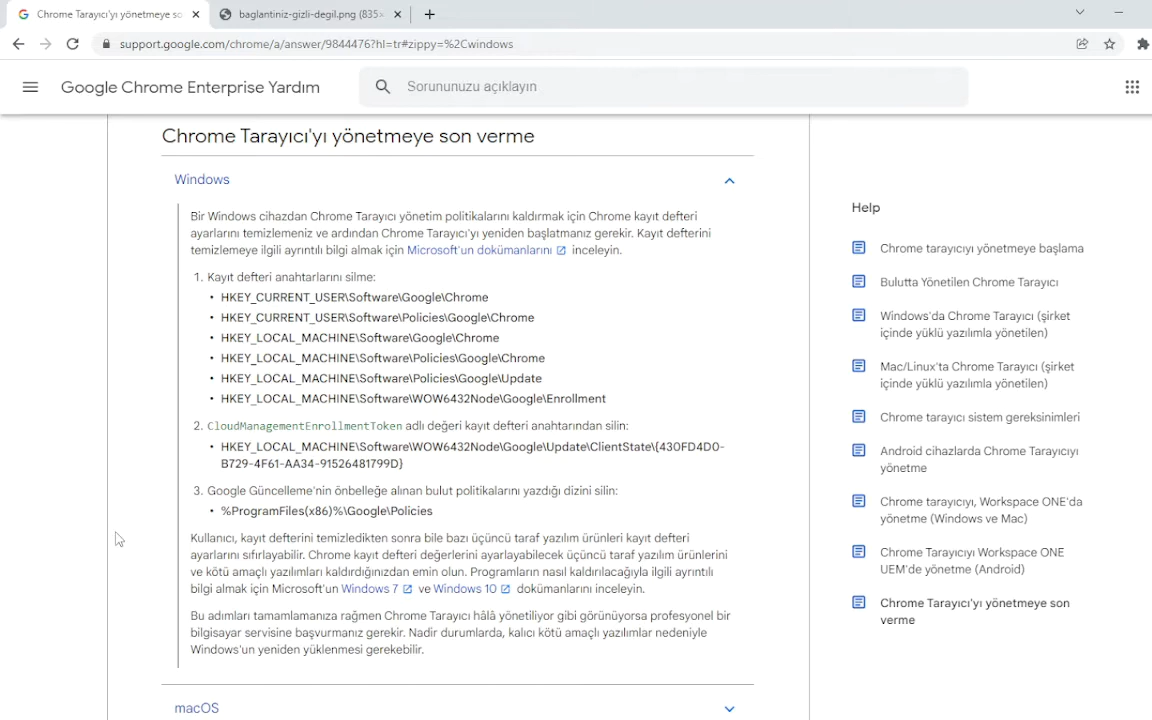 Chrome Tarayıcı'yı yönetmeye so
baglantiniz-gizli-degil.png (835×
support.google.com/chrome/a/answer/9844476?hl=tr#zippy=%2Cwindows
Google Chrome Enterprise Yardım
Sorununuzu açıklayın
Chrome Tarayıcı'yı yönetmeye son verme
Windows
Bir Windows cihazdan Chrome Tarayıcı yönetim politikalarını kaldırmak için Chrome kayıt defteri
ayarlarını temizlemeniz ve ardından Chrome Tarayıcı'yı yeniden başlatmanız gerekir. Kayıt defterini
temizlemeye ilgili ayrıntılı bilgi almak için Microsoft'un dokümanlarını inceleyin.
1. Kayıt defteri anahtarlarını silme:
• HKEY_CURRENT_USER\Software\Google\Chrome
• HKEY_CURRENT_USER\Software\Policies\Google\Chrome
• HKEY_LOCAL_MACHINE\Software\Google\Chrome
• HKEY_LOCAL_MACHINE\Software\Policies\Google\Chrome
• HKEY_LOCAL_MACHINE\Software\Policies\Google\Update
• HKEY_LOCAL_MACHINE\Software\WOW6432Node\Google\Enrollment
2. CloudManagementEnrollmentToken adlı değeri kayıt defteri anahtarından silin:
• HKEY_LOCAL_MACHINE\Software\WOW6432Node\Google\Update\ClientState\{430FD4D0-
B729-4F61-AA34-91526481799D}
3. Google Güncelleme'nin önbelleğe alınan bulut politikalarını yazdığı dizini silin:
• %ProgramFiles(x86)%\Google\Policies
Kullanıcı, kayıt defterini temizledikten sonra bile bazı üçüncü taraf yazılım ürünleri kayıt defteri
ayarlarını sıfırlayabilir. Chrome kayıt defteri değerlerini ayarlayabilecek üçüncü taraf yazılım ürünlerini
ve kötü amaçlı yazılımları kaldırdığınızdan emin olun. Programların nasıl kaldırılacağıyla ilgili ayrıntılı
bilgi almak için Microsoft'un Windows 7 ve Windows 10 dokümanlarını inceleyin.
Bu adımları tamamlamanıza rağmen Chrome Tarayıcı hâlâ yönetiliyor gibi görünüyorsa profesyonel bir
bilgisayar servisine başvurmanız gerekir. Nadir durumlarda, kalıcı kötü amaçlı yazılımlar nedeniyle
Windows'un yeniden yüklenmesi gerekebilir.
macOS
Help
Chrome tarayıcıyı yönetmeye başlama
Bulutta Yönetilen Chrome Tarayıcı
Windows'da Chrome Tarayıcı (şirket
içinde yüklü yazılımla yönetilen)
Mac/Linux'ta Chrome Tarayıcı (şirket
içinde yüklü yazılımla yönetilen)
Chrome tarayıcı sistem gereksinimleri
Android cihazlarda Chrome Tarayıcıyı
yönetme
Chrome tarayıcıyı, Workspace ONE'da
yönetme (Windows ve Mac)
Chrome Tarayıcıyı Workspace ONE
UEM'de yönetme (Android)
Chrome Tarayıcı'yı yönetmeye son
verme